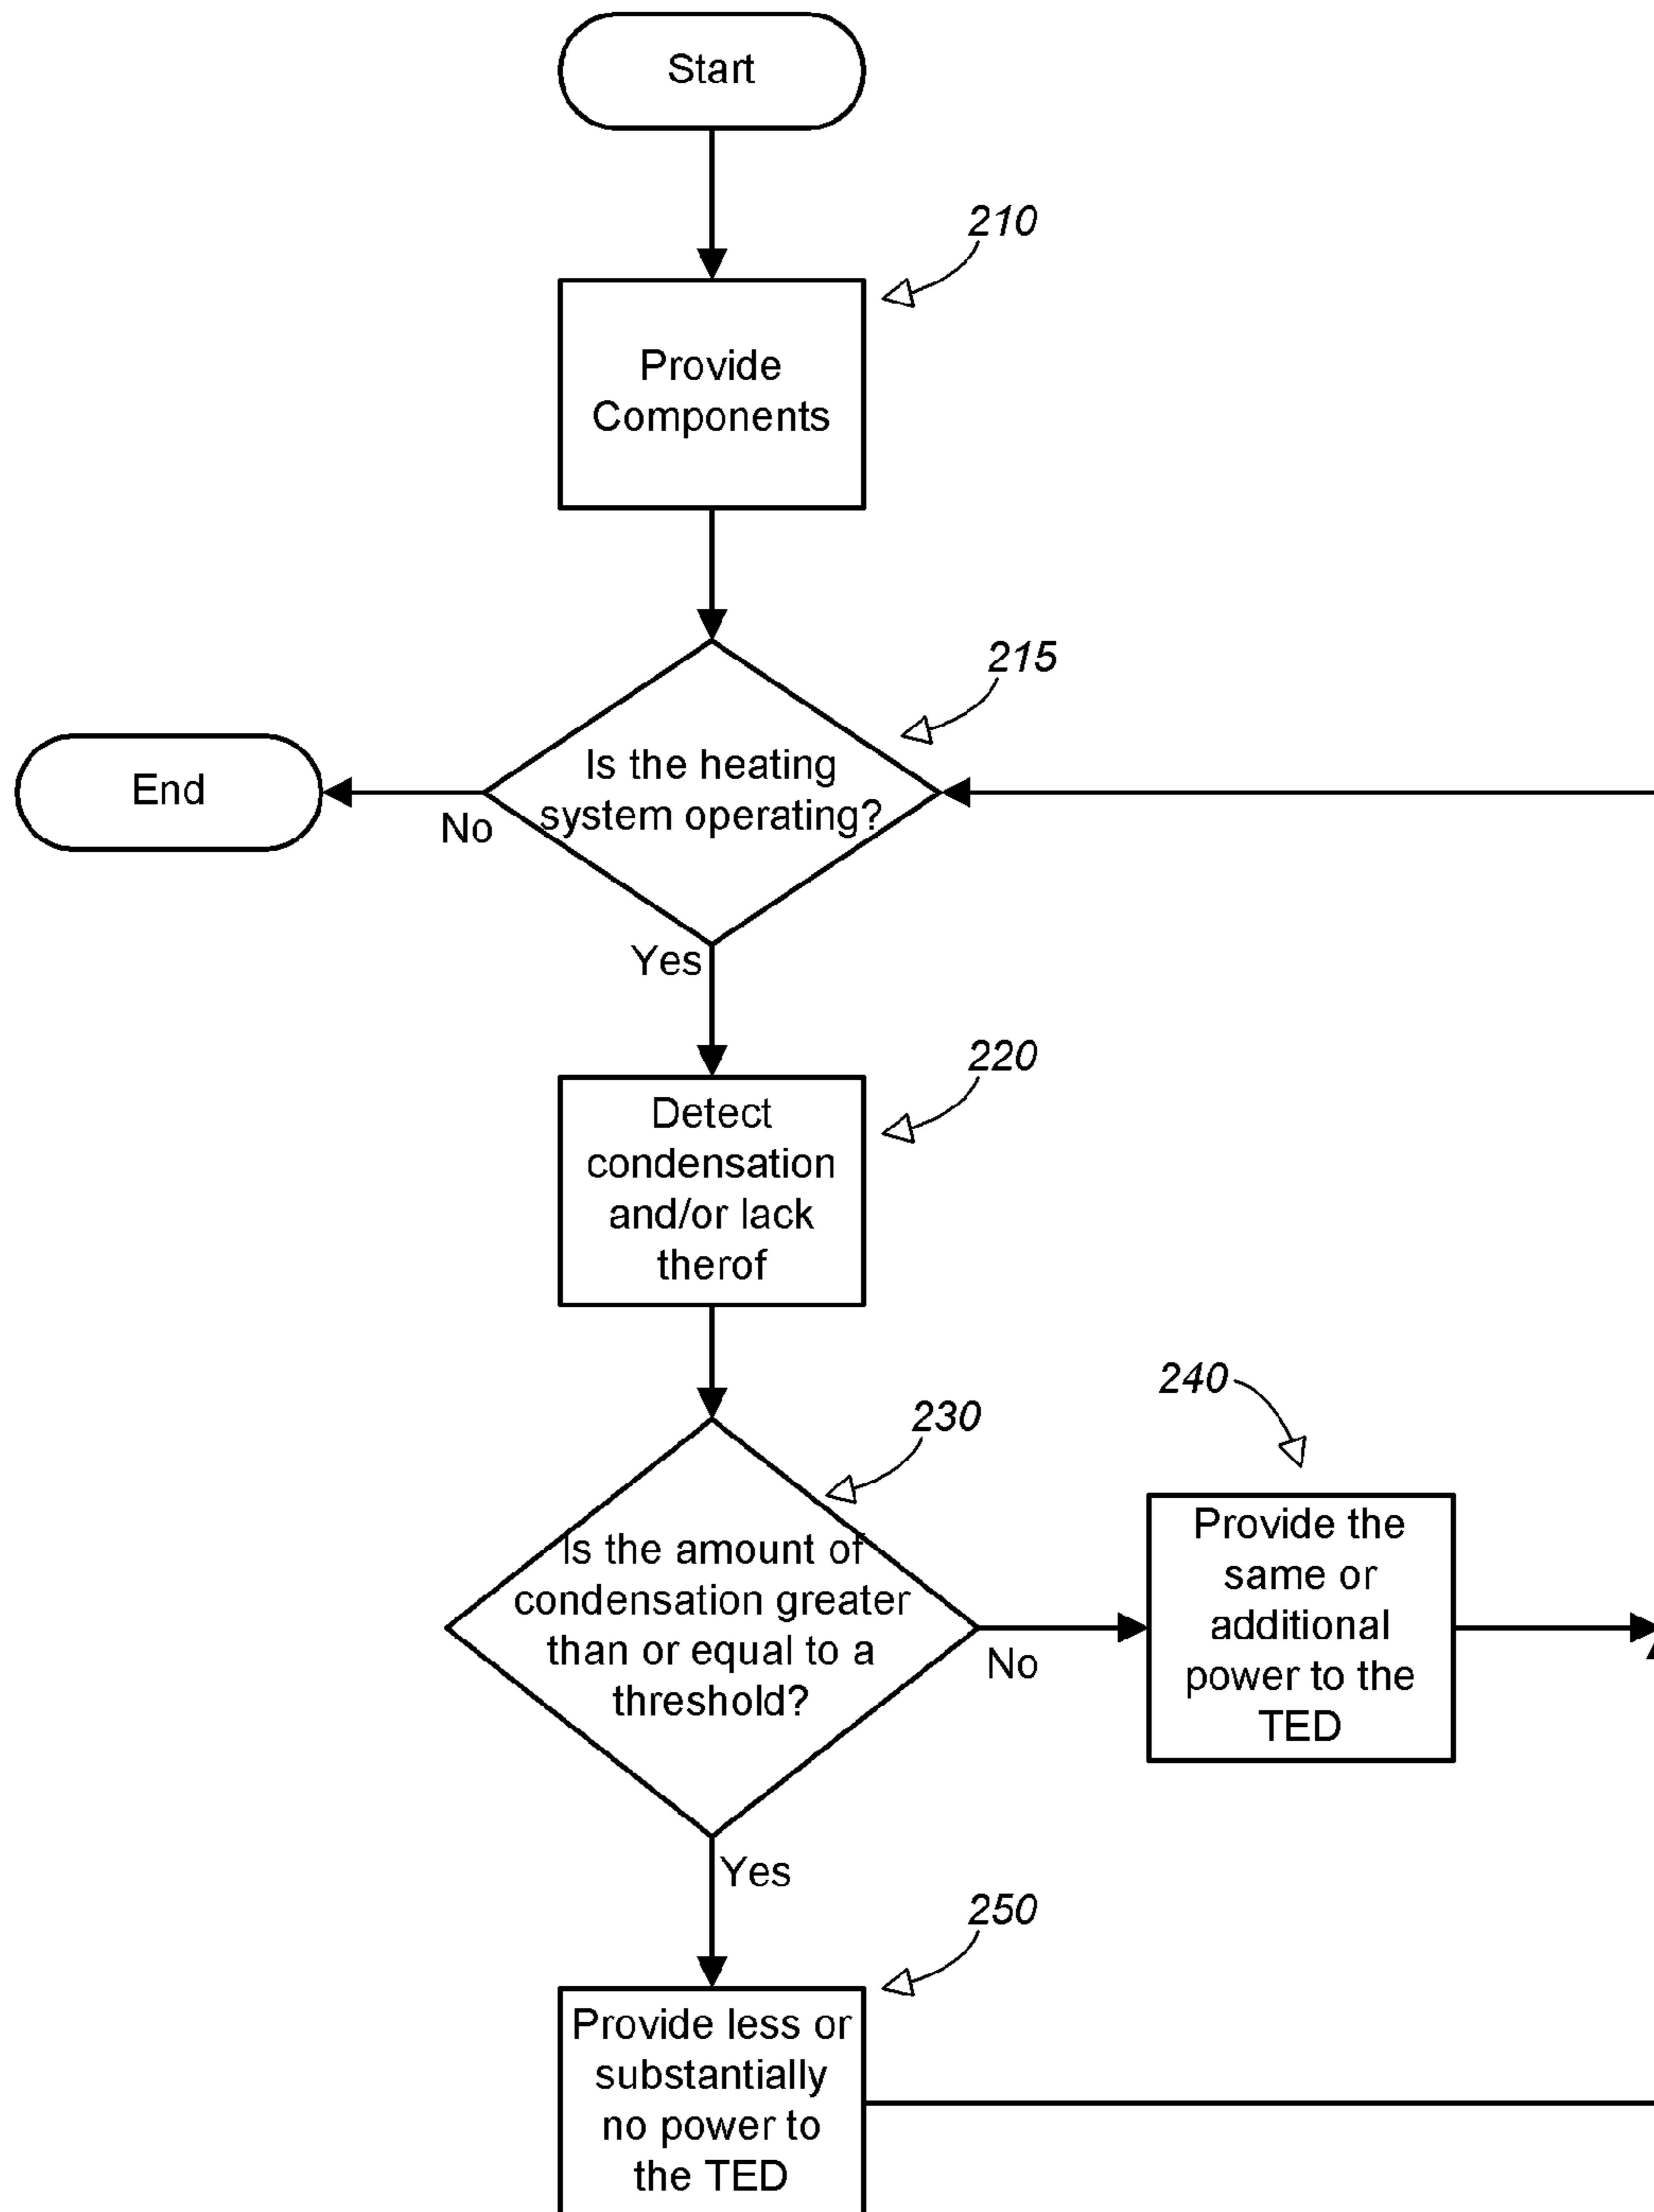 Start
210
Provide
Components
215
Is the heating
system operating?
End
No
Yes
220
Detect
condensation
and/or lack
therof
230
Is the amount of
condensation greater
than or equal to a
threshold?
240
Provide the
same or
additional
power to the
TED
No
Yes
250
Provide less or
substantially
no power to
the TED